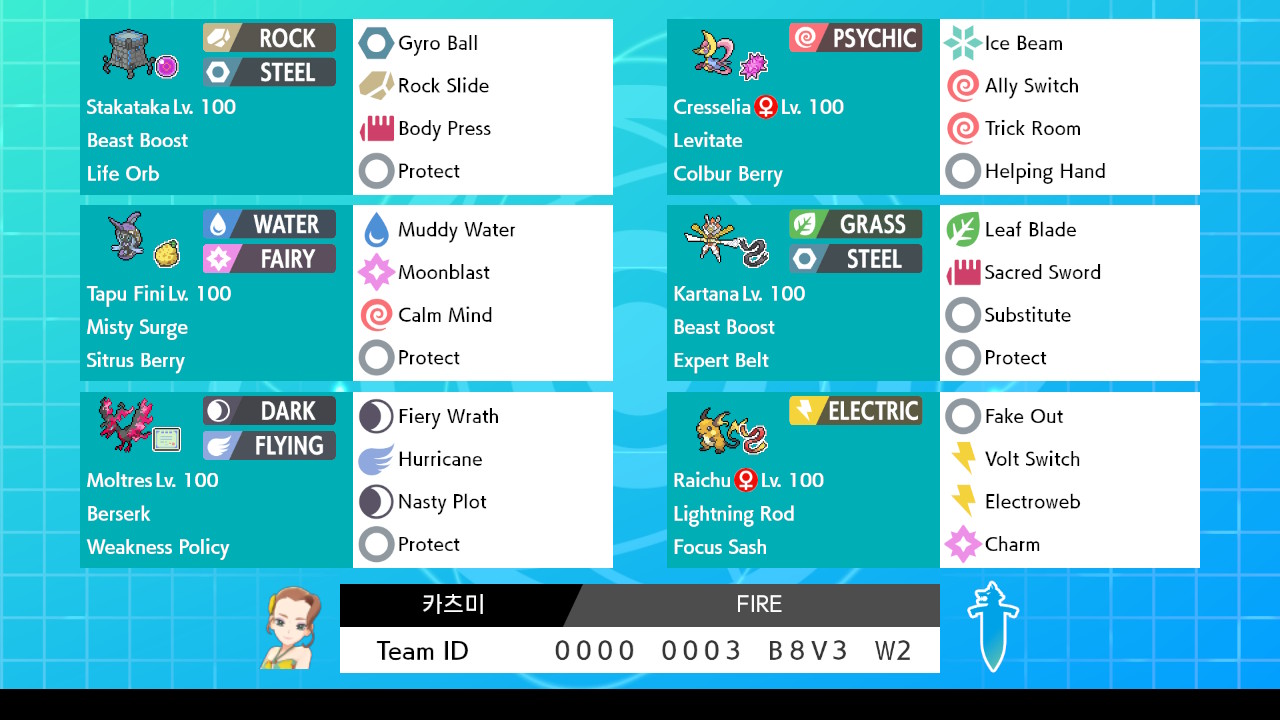 ROCK
STEEL
Stakataka Lv. 100
Beast Boost
Life Orb
Gyro Ball
Rock Slide
Body Press
Protect
PSYCHIC
Cresselia ♀ Lv. 100
Levitate
Colbur Berry
Ice Beam
Ally Switch
Trick Room
Helping Hand
WATER
FAIRY
Tapu Fini Lv. 100
Misty Surge
Sitrus Berry
Muddy Water
Moonblast
Calm Mind
Protect
GRASS
STEEL
Kartana Lv. 100
Beast Boost
Expert Belt
Leaf Blade
Sacred Sword
Substitute
Protect
DARK
FLYING
Moltres Lv. 100
Berserk
Weakness Policy
Fiery Wrath
Hurricane
Nasty Plot
Protect
ELECTRIC
Raichu ♀ Lv. 100
Lightning Rod
Focus Sash
Fake Out
Volt Switch
Electroweb
Charm
카츠미 FIRE
Team ID 0000 0003 B8V3 W2